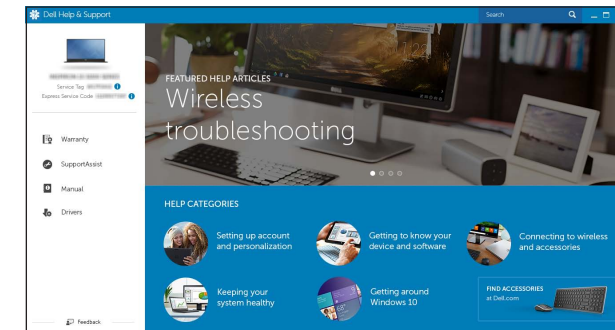 Dell Help & Support
Search
Service Tag
Express Service Code
Warranty
SupportAssist
Manual
Drivers
Feedback
FEATURED HELP ARTICLES
Wireless
troubleshooting
HELP CATEGORIES
Setting up account
and personalization
Getting to know your
device and software
Connecting to wireless
and accessories
Keeping your
system healthy
Getting around
Windows 10
FIND ACCESSORIES
at Dell.com